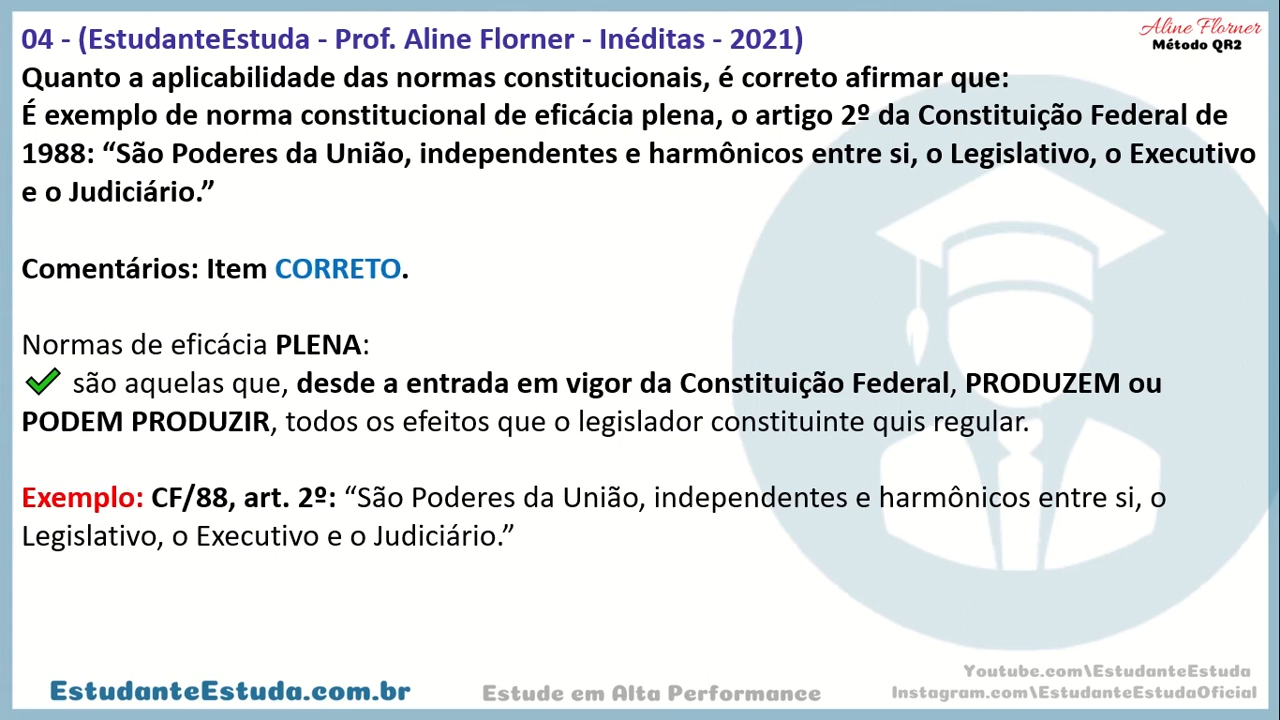 04 - (EstudanteEstuda - Prof. Aline Florner - Inéditas - 2021)
Aline Florner
Método QR2
Quanto a aplicabilidade das normas constitucionais, é correto afirmar que:
É exemplo de norma constitucional de eficácia plena, o artigo 2º da Constituição Federal de
1988: “São Poderes da União, independentes e harmônicos entre si, o Legislativo, o Executivo
e o Judiciário.”
Comentários: Item CORRETO.
Normas de eficácia PLENA:
são aquelas que, desde a entrada em vigor da Constituição Federal, PRODUZEM ou
PODEM PRODUZIR, todos os efeitos que o legislador constituinte quis regular.
Exemplo: CF/88, art. 2º: “São Poderes da União, independentes e harmônicos entre si, o
Legislativo, o Executivo e o Judiciário.”
EstudanteEstuda.com.br
Estude em Alta Performance
Youtube.com\EstudanteEstuda
Instagram.com\EstudanteEstudaOficial